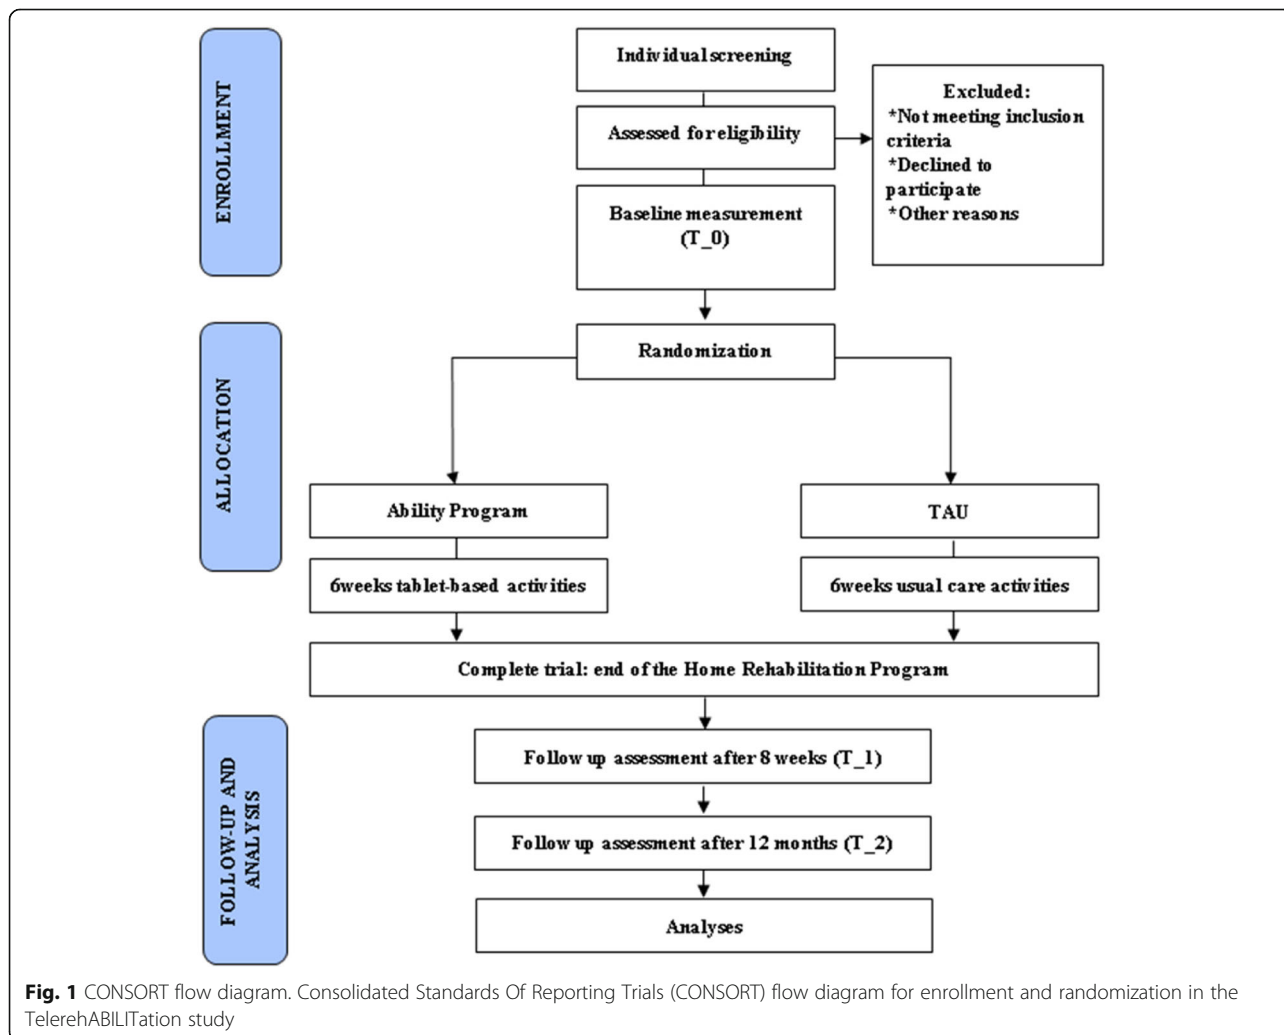 ENROLLMENT
Individual screening
Assessed for eligibility
Excluded:
*Not meeting inclusion
criteria
*Declined to
participate
*Other reasons
Baseline measurement
(T_0)
ALLOCATION
Randomization
Ability Program
TAU
6weeks tablet-based activities
6weeks usual care activities
Complete trial: end of the Home Rehabilitation Program
FOLLOW-UP AND
ANALYSIS
Follow up assessment after 8 weeks (T_1)
Follow up assessment after 12 months (T_2)
Analyses
Fig. 1 CONSORT flow diagram. Consolidated Standards Of Reporting Trials (CONSORT) flow diagram for enrollment and randomization in the
TelerehABILITation study